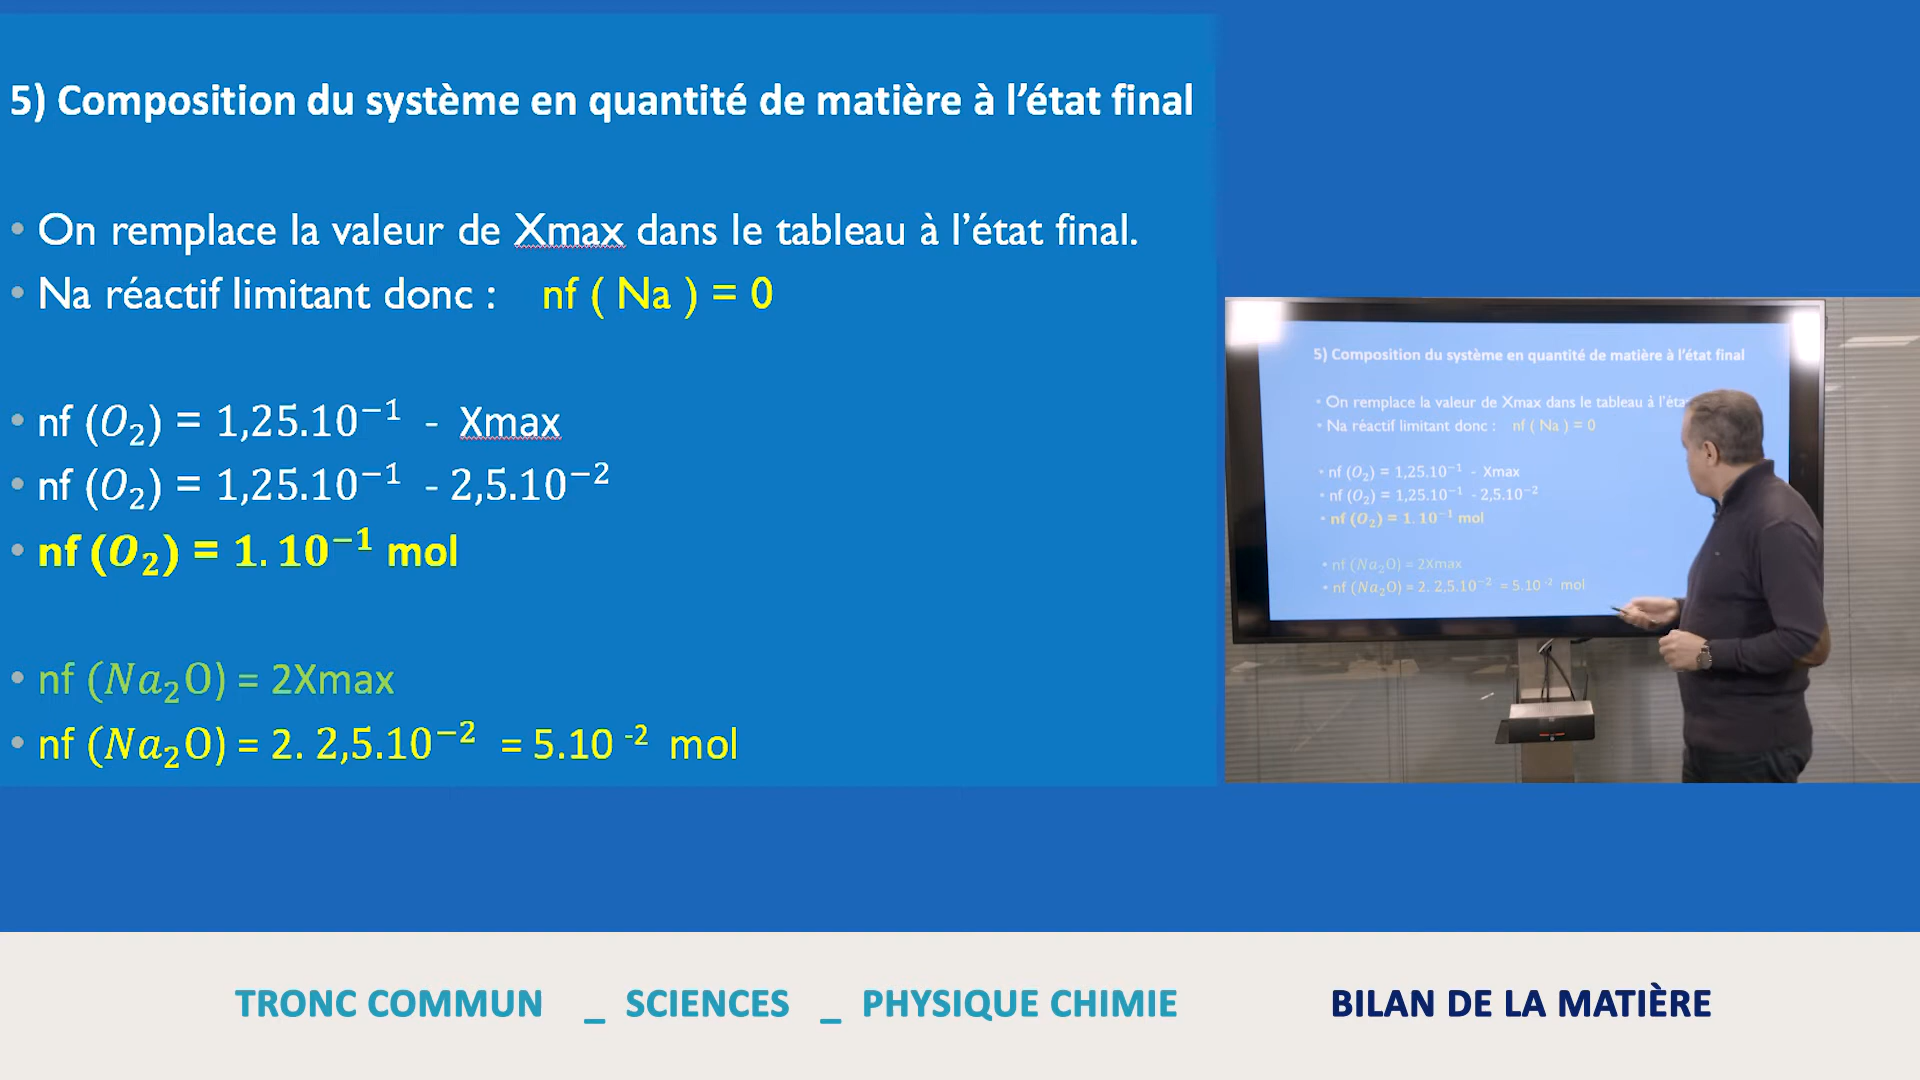 5) Composition du système en quantité de matière à l’état final
• On remplace la valeur de Xmax dans le tableau à l’état final.
• Na réactif limitant donc : nf ( Na ) = 0
• nf (O₂) = 1,25.10⁻¹ - Xmax
• nf (O₂) = 1,25.10⁻¹ - 2,5.10⁻²
• nf (O₂) = 1. 10⁻¹ mol
• nf (Na₂O) = 2Xmax
• nf (Na₂O) = 2. 2,5.10⁻² = 5.10 ⁻² mol
5) Composition du système en quantité de matière à l’état final
• On remplace la valeur de Xmax dans le tableau à l’éta
• Na réactif limitant donc : nf ( Na ) = 0
• nf (O₂) = 1,25.10⁻¹ - Xmax
• nf (O₂) = 1,25.10⁻¹ - 2,5.10⁻²
• nf (O₂) = 1. 10⁻¹ mol
• nf (Na₂O) = 2Xmax
• nf (Na₂O) = 2. 2,5.10⁻² = 5.10 ⁻² mol
TRONC COMMUN _ SCIENCES _ PHYSIQUE CHIMIE BILAN DE LA MATIÈRE